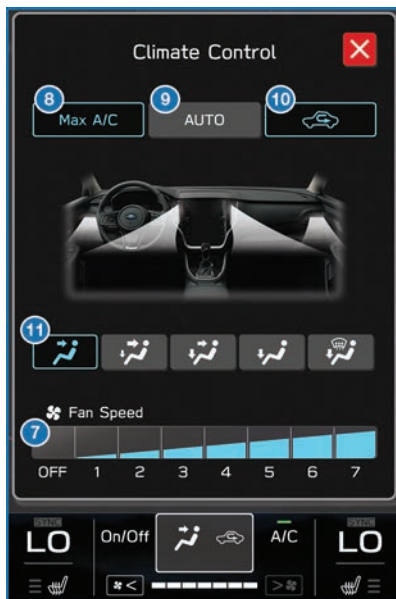 Climate Control
8 9 10
Max A/C AUTO
11
Fan Speed
7
OFF 1 2 3 4 5 6 7
SYNC SYNC
LO On/Off A/C LO
< >